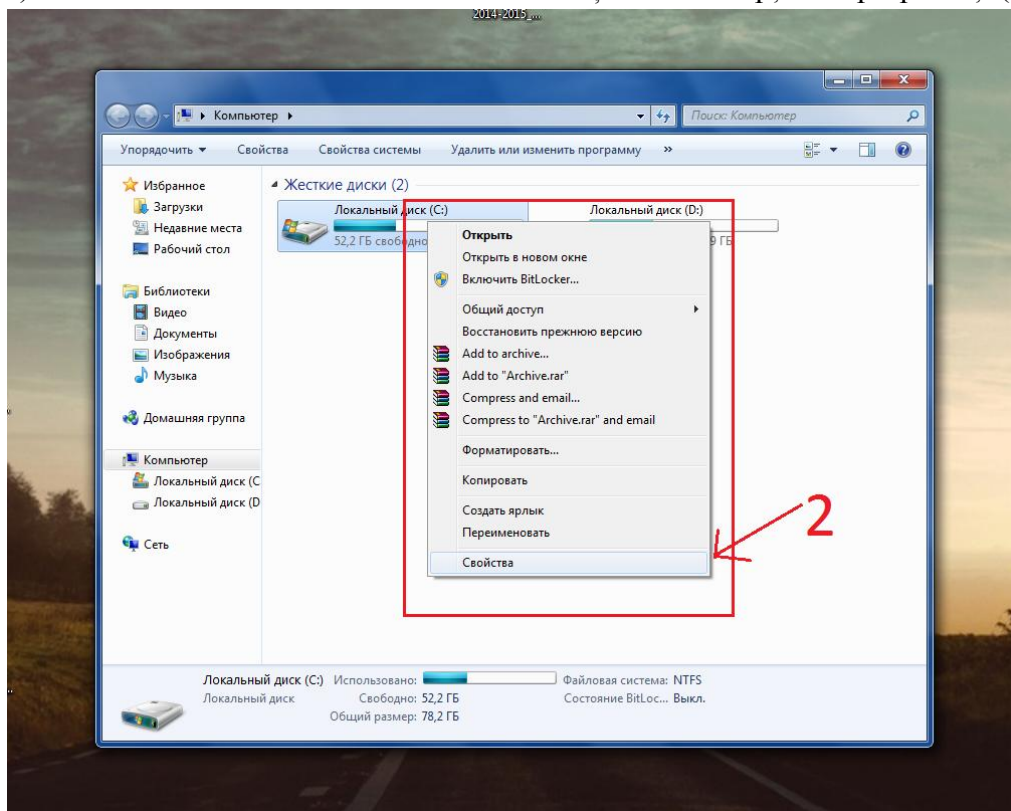 2014-2015_...
Компьютер
Поиск: Компьютер
Упорядочить Свойства Свойства системы Удалить или изменить программу »
Избранное
Загрузки
Недавние места
Рабочий стол
Библиотеки
Видео
Документы
Изображения
Музыка
Домашняя группа
Компьютер
Локальный диск (C
Локальный диск (D
Сеть
Жесткие диски (2)
Локальный диск (C:)
52,2 ГБ свободно
Локальный диск (D:)
9 ГБ
Открыть
Открыть в новом окне
Включить BitLocker...
Общий доступ
Восстановить прежнюю версию
Add to archive...
Add to "Archive.rar"
Compress and email...
Compress to "Archive.rar" and email
Форматировать...
Копировать
Создать ярлык
Переименовать
Свойства
2
Локальный диск (C:) Использовано: Файловая система: NTFS
Локальный диск Свободно: 52,2 ГБ Состояние BitLoc... Выкл.
Общий размер: 78,2 ГБ